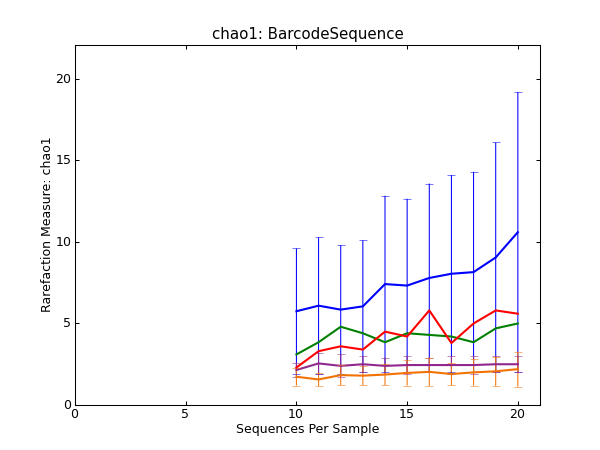 chao1: BarcodeSequence
Rarefaction Measure: chao1
20
15
10
5
0
0 5 10 15 20
Sequences Per Sample